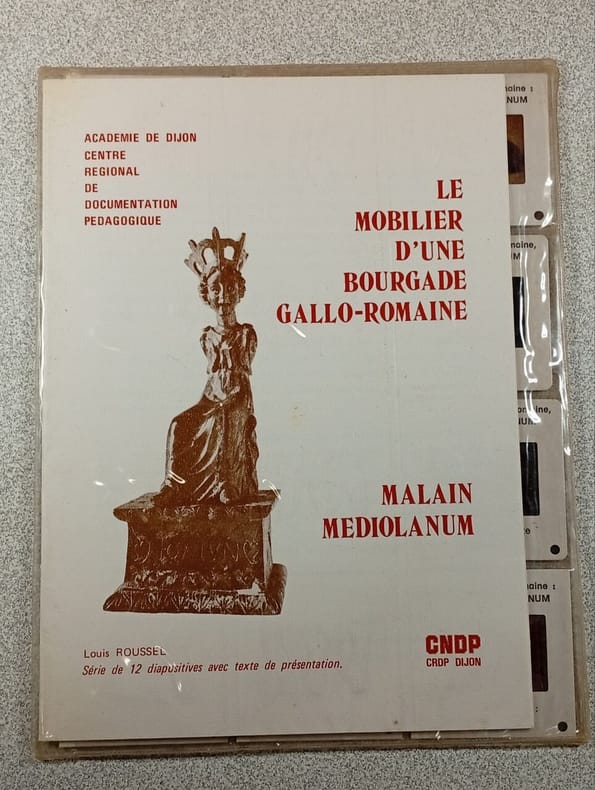 ACADEMIE DE DIJON
CENTRE
REGIONAL
DE
DOCUMENTATION
PEDAGOGIQUE
LE
MOBILIER
D'UNE
BOURGADE
GALLO-ROMAINE
MALAIN
MEDIOLANUM
Louis ROUSSEL
Série de 12 diapositives avec texte de présentation.
CNDP
CRDP DIJON